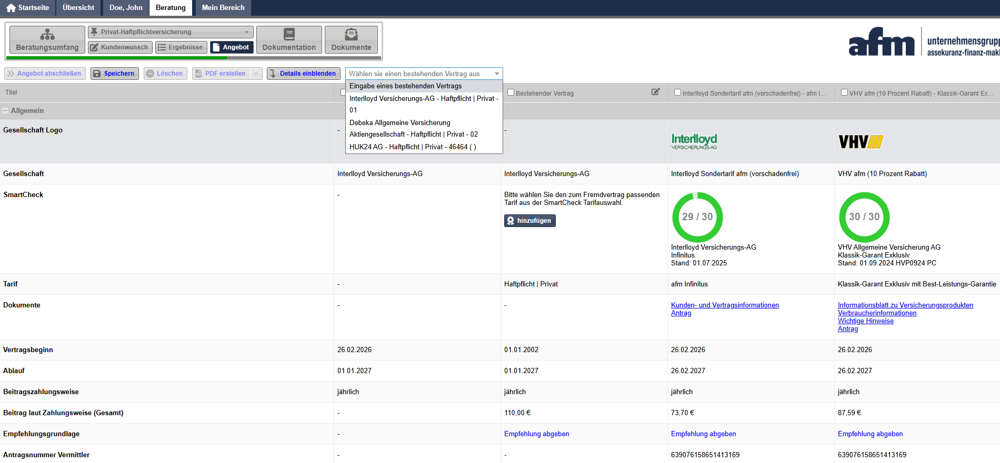 Startseite
Übersicht
Doe, John
Beratung
Mein Bereich
Beratungsumfang
Privat-Haftpflichtversicherung
Kundenwunsch
Ergebnisse
Angebot
Dokumentation
Dokumente
afm
unternehmensgrupp
assekuranz-finanz-makl
Angebot abschließen
Speichern
Löschen
PDF erstellen
Details einblenden
Wählen sie einen bestehenden Vertrag aus
Eingabe eines bestehenden Vertrags
Interlloyd Versicherungs-AG - Haftpflicht | Privat -
01
Debeka Allgemeine Versicherung
Aktiengesellschaft - Haftpflicht | Privat - 02
HUK24 AG - Haftpflicht | Privat - 46464 ( )
Titel
Bestehender Vertrag
Interlloyd Sondertarif afm (vorschadenfrei) - afm I...
VHV afm (10 Prozent Rabatt) - Klassik-Garant Ex...
Allgemein
Gesellschaft Logo
-
-
Interlloyd
VERSICHERUNGS-AG
VHV
Gesellschaft
Interlloyd Versicherungs-AG
Interlloyd Versicherungs-AG
Interlloyd Sondertarif afm (vorschadenfrei)
VHV afm (10 Prozent Rabatt)
SmartCheck
-
Bitte wählen Sie den zum Fremdvertrag passenden
Tarif aus der SmartCheck Tarifauswahl.
hinzufügen
29 / 30
Interlloyd Versicherungs-AG
Infinitus
Stand: 01.07.2025
30 / 30
VHV Allgemeine Versicherung AG
Klassik-Garant Exklusiv
Stand: 01.09.2024 HVP0924 PC
Tarif
-
Haftpflicht | Privat
afm Infinitus
Klassik-Garant Exklusiv mit Best-Leistungs-Garantie
Dokumente
-
-
Kunden- und Vertragsinformationen
Antrag
Informationsblatt zu Versicherungsprodukten
Verbraucherinformationen
Wichtige Hinweise
Antrag
Vertragsbeginn
26.02.2026
01.01.2002
26.02.2026
26.02.2026
Ablauf
01.01.2027
01.01.2027
26.02.2027
26.02.2027
Beitragszahlungsweise
jährlich
jährlich
jährlich
jährlich
Beitrag laut Zahlungsweise (Gesamt)
-
110,00 €
73,70 €
87,59 €
Empfehlungsgrundlage
-
Empfehlung abgeben
Empfehlung abgeben
Empfehlung abgeben
Antragsnummer Vermittler
-
-
639076158651413169
639076158651413169